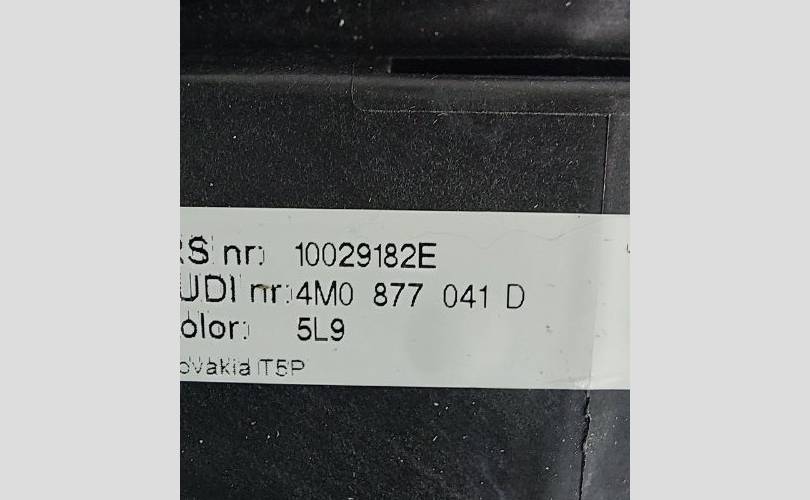 RS nr: 10029182E
UDI nr: 4M0 877 041 D
olor: 5L9
ovakia IT5P